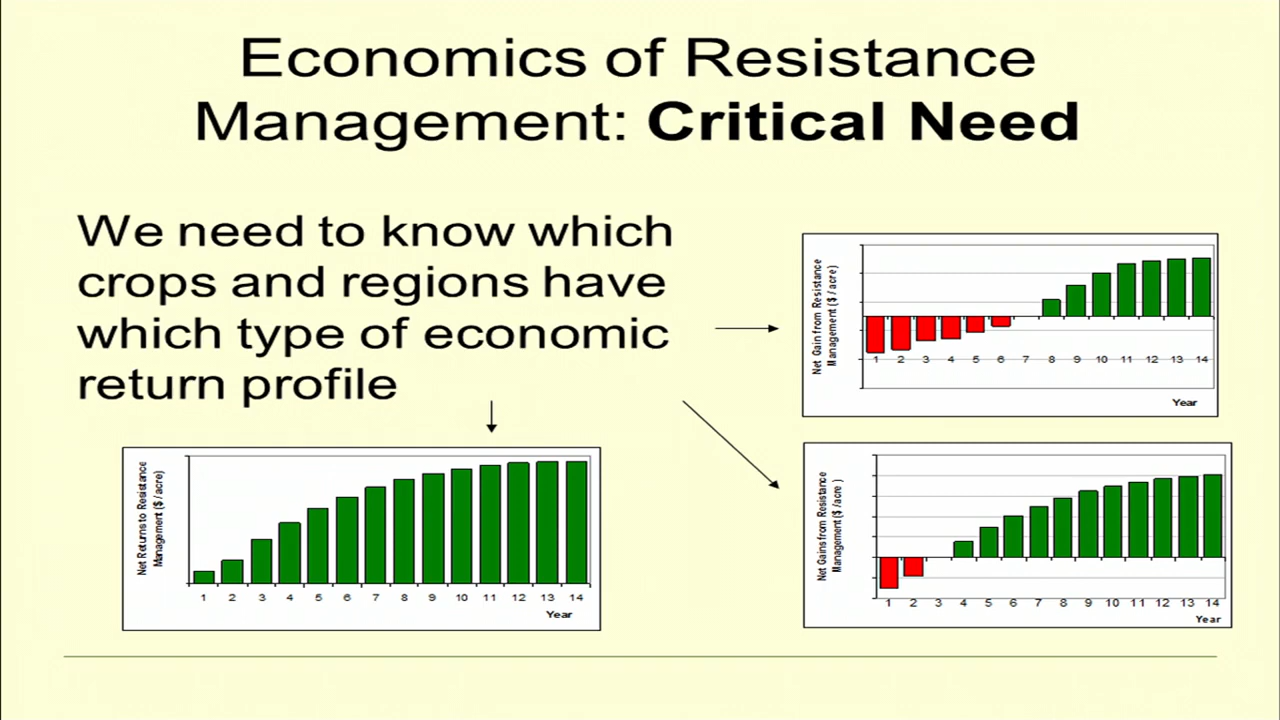 Economics of Resistance
Management: Critical Need
We need to know which
crops and regions have
which type of economic
return profile
Net Gain from Resistance
Management ($ / acre)
1 2 3 4 5 6 7 8 9 10 11 12 13 14
Year
Net Returns to Resistance
Management ($ / acre)
1 2 3 4 5 6 7 8 9 10 11 12 13 14
Year
Net Gains from Resistance
Management ($ / acre )
1 2 3 4 5 6 7 8 9 10 11 12 13 14
Year